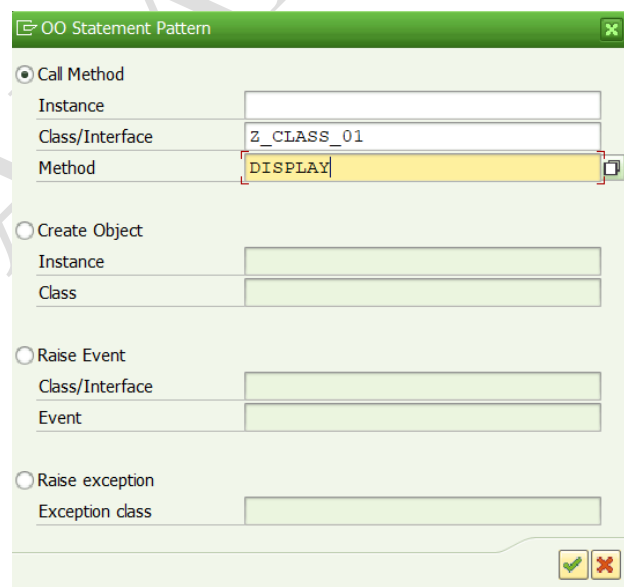 OO Statement Pattern
Call Method
Instance
Class/Interface Z_CLASS_01
Method DISPLAY
Create Object
Instance
Class
Raise Event
Class/Interface
Event
Raise exception
Exception class